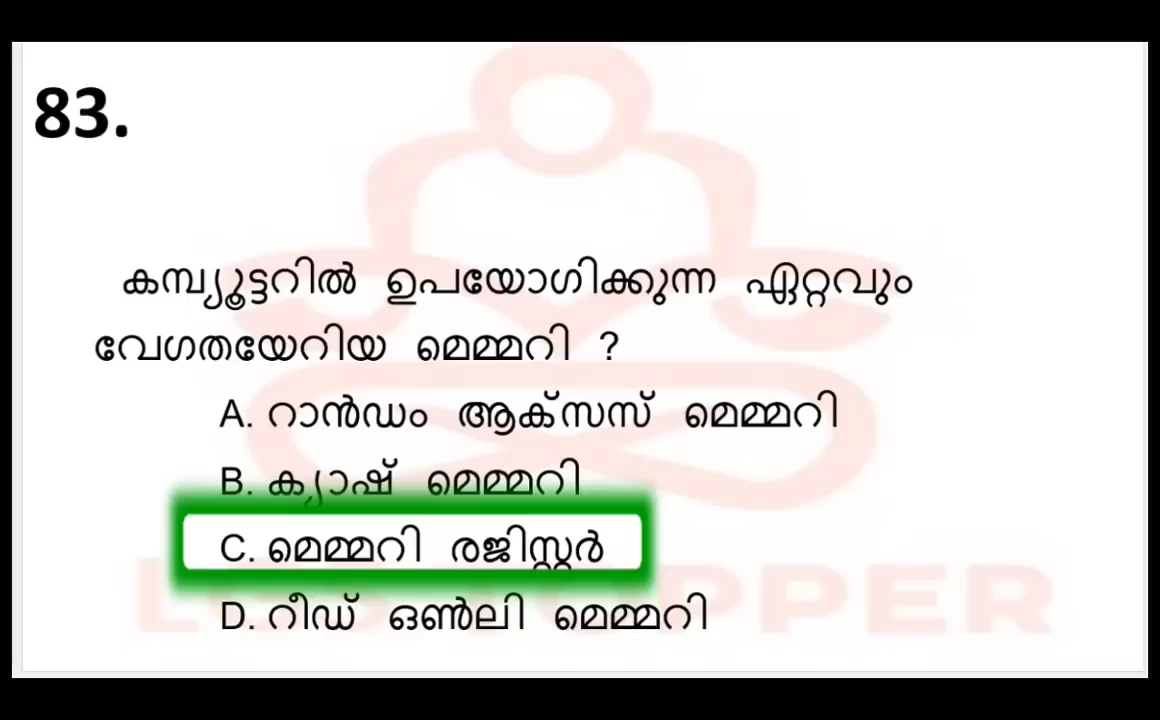 83.
കമ്പ്യൂട്ടറിൽ ഉപയോഗിക്കുന്ന ഏറ്റവും
വേഗതയേറിയ മെമ്മറി ?
A. റാൻഡം ആക്സസ് മെമ്മറി
B. ക്യാഷ് മെമ്മറി
C. മെമ്മറി രജിസ്റ്റർ
D. റീഡ് ഒൺലി മെമ്മറി